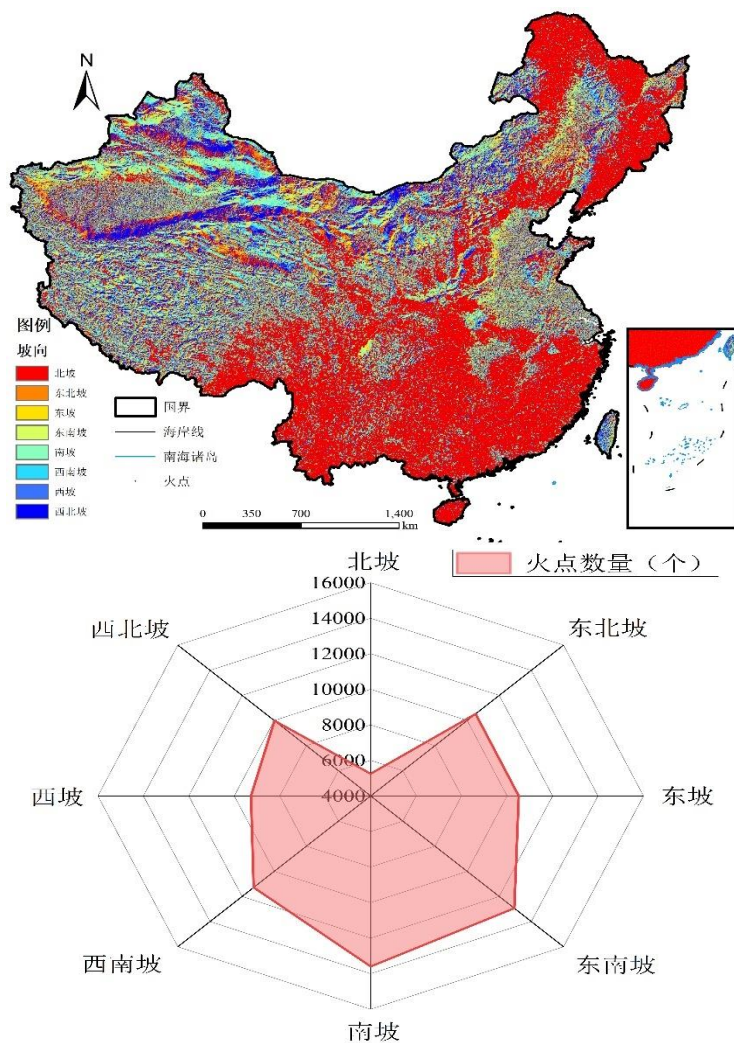 N
图例
坡向
北坡
东北坡
东坡
东南坡
南坡
西南坡
西坡
西北坡
国界
海岸线
南海诸岛
火点
0 350 700 1,400
km
北坡
火点数量（个）
16000
西北坡
东北坡
14000
12000
10000
8000
6000
西坡
4000
东坡
西南坡
东南坡
南坡